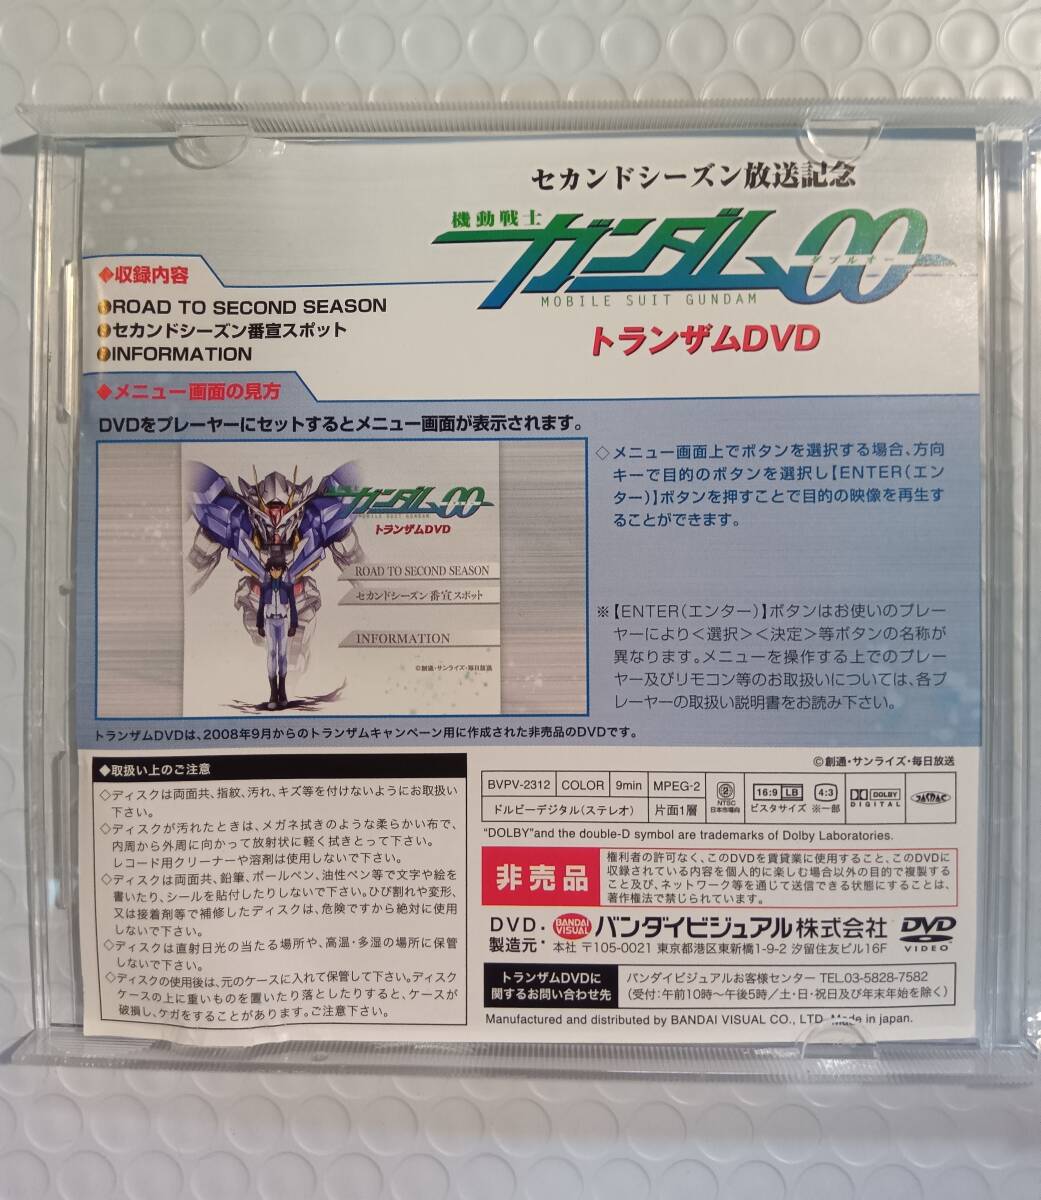 セカンドシーズン放送記念
機動戦士
ガンダム00
ダブルオー
MOBILE SUIT GUNDAM
トランザムDVD
◆収録内容
ROAD TO SECOND SEASON
セカンドシーズン番宣スポット
INFORMATION
◆メニュー画面の見方
DVDをプレーヤーにセットするとメニュー画面が表示されます。
ガンダム00
MOBILE SUIT GUNDAM
トランザムDVD
ROAD TO SECOND SEASON
セカンドシーズン番宣スポット
INFORMATION
©創通・サンライズ・毎日放送
◇メニュー画面上でボタンを選択する場合、方向
キーで目的のボタンを選択し【ENTER(エン
ター)】ボタンを押すことで目的の映像を再生す
ることができます。
※【ENTER(エンター)】ボタンはお使いのプレー
ヤーにより<選択><決定>等ボタンの名称が
異なります。メニューを操作する上でのプレー
ヤー及びリモコン等のお取扱いについては、各プ
レーヤーの取扱い説明書をお読み下さい。
トランザムDVDは、2008年9月からのトランザムキャンペーン用に作成された非売品のDVDです。
◆取扱い上のご注意
◇ディスクは両面共、指紋、汚れ、キズ等を付けないようにお取扱い
下さい。
◇ディスクが汚れたときは、メガネ拭きのような柔らかい布で、
内周から外周に向かって放射状に軽く拭きとって下さい。
レコード用クリーナーや溶剤は使用しないで下さい。
◇ディスクは両面共、鉛筆、ボールペン、油性ペン等で文字や絵を
書いたり、シールを貼付したりしないで下さい。ひび割れや変形、
又は接着剤等で補修したディスクは、危険ですから絶対に使用
しないで下さい。
◇ディスクは直射日光の当たる場所や、高温・多湿の場所に保管
しないで下さい。
◇ディスクの使用後は、元のケースに入れて保管して下さい。ディスク
ケースの上に重いものを置いたり落としたりすると、ケースが
破損し、ケガをすることがあります。ご注意下さい。
©創通・サンライズ・毎日放送
BVPV-2312 COLOR 9min MPEG-2
ドルビーデジタル(ステレオ) 片面1層
2 NTSC 日本市場向
16:9 LB ビスタサイズ
4:3 ※一部
DOLBY DIGITAL
JASRAC
"DOLBY"and the double-D symbol are trademarks of Dolby Laboratories.
非売品
権利者の許可なく、このDVDを賃貸業に使用すること、このDVDに
収録されている内容を個人的に楽しむ場合以外の目的で複製する
こと及び、ネットワーク等を通じて送信できる状態にすることは、
著作権法で禁じられています。
DVD・製造元・ BANDAI VISUAL バンダイビジュアル株式会社
本社 〒105-0021 東京都港区東新橋1-9-2 汐留住友ビル16F
DVD VIDEO
トランザムDVDに
関するお問い合わせ先
バンダイビジュアルお客様センター TEL.03-5828-7582
(受付:午前10時〜午後5時/土・日・祝日及び年末年始を除く)
Manufactured and distributed by BANDAI VISUAL CO., LTD. Made in japan.